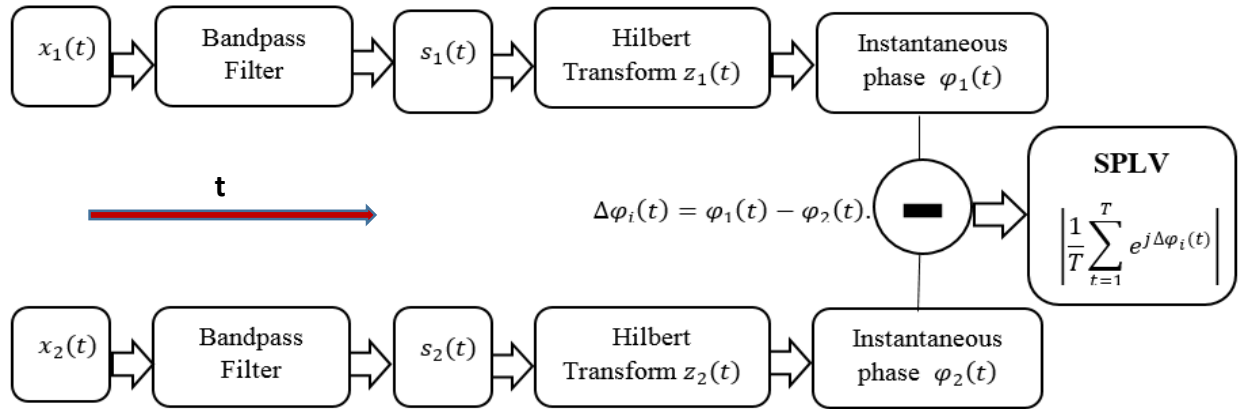 x₁(t)
Bandpass
Filter
s₁(t)
Hilbert
Transform z₁(t)
Instantaneous
phase φ₁(t)
t
Δφᵢ(t) = φ₁(t) − φ₂(t).
SPLV
|1/T ∑_{t=1}^{T} e^{jΔφᵢ(t)}|
x₂(t)
Bandpass
Filter
s₂(t)
Hilbert
Transform z₂(t)
Instantaneous
phase φ₂(t)